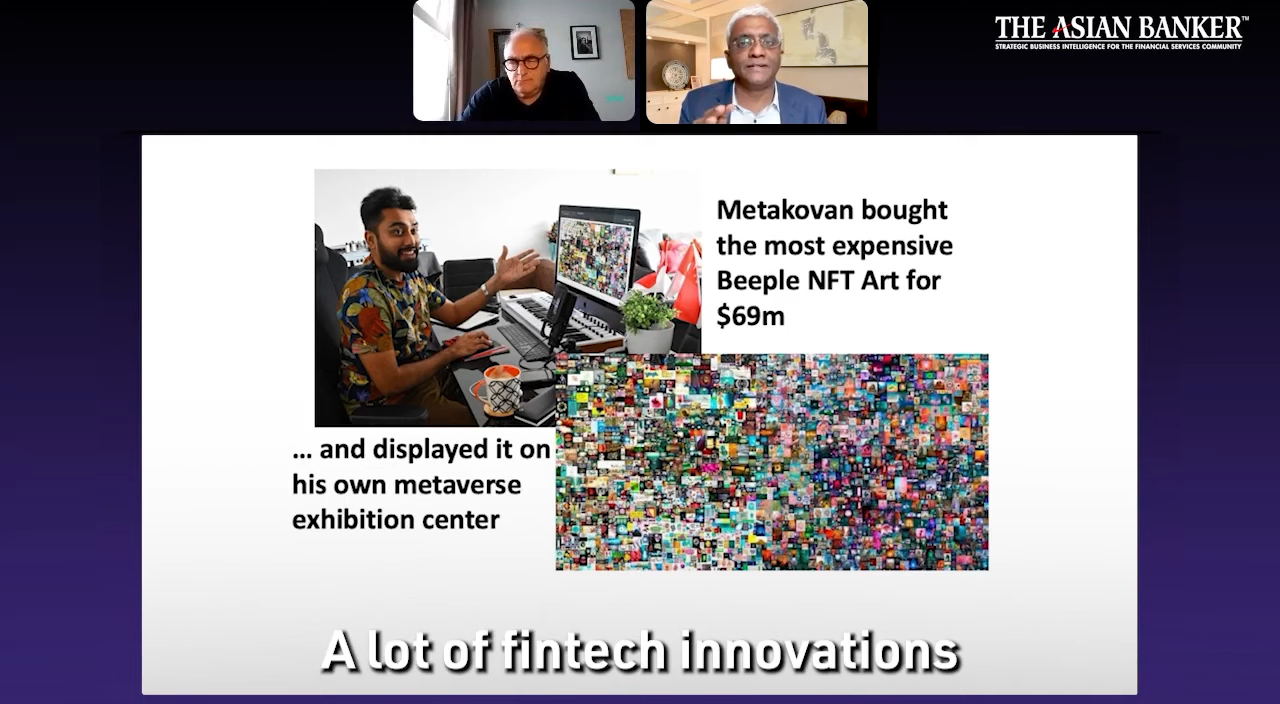 THE ASIAN BANKER™
STRATEGIC BUSINESS INTELLIGENCE FOR THE FINANCIAL SERVICES COMMUNITY
Metakovan bought
the most expensive
Beeple NFT Art for
$69m
... and displayed it on
his own metaverse
exhibition center
A lot of fintech innovations